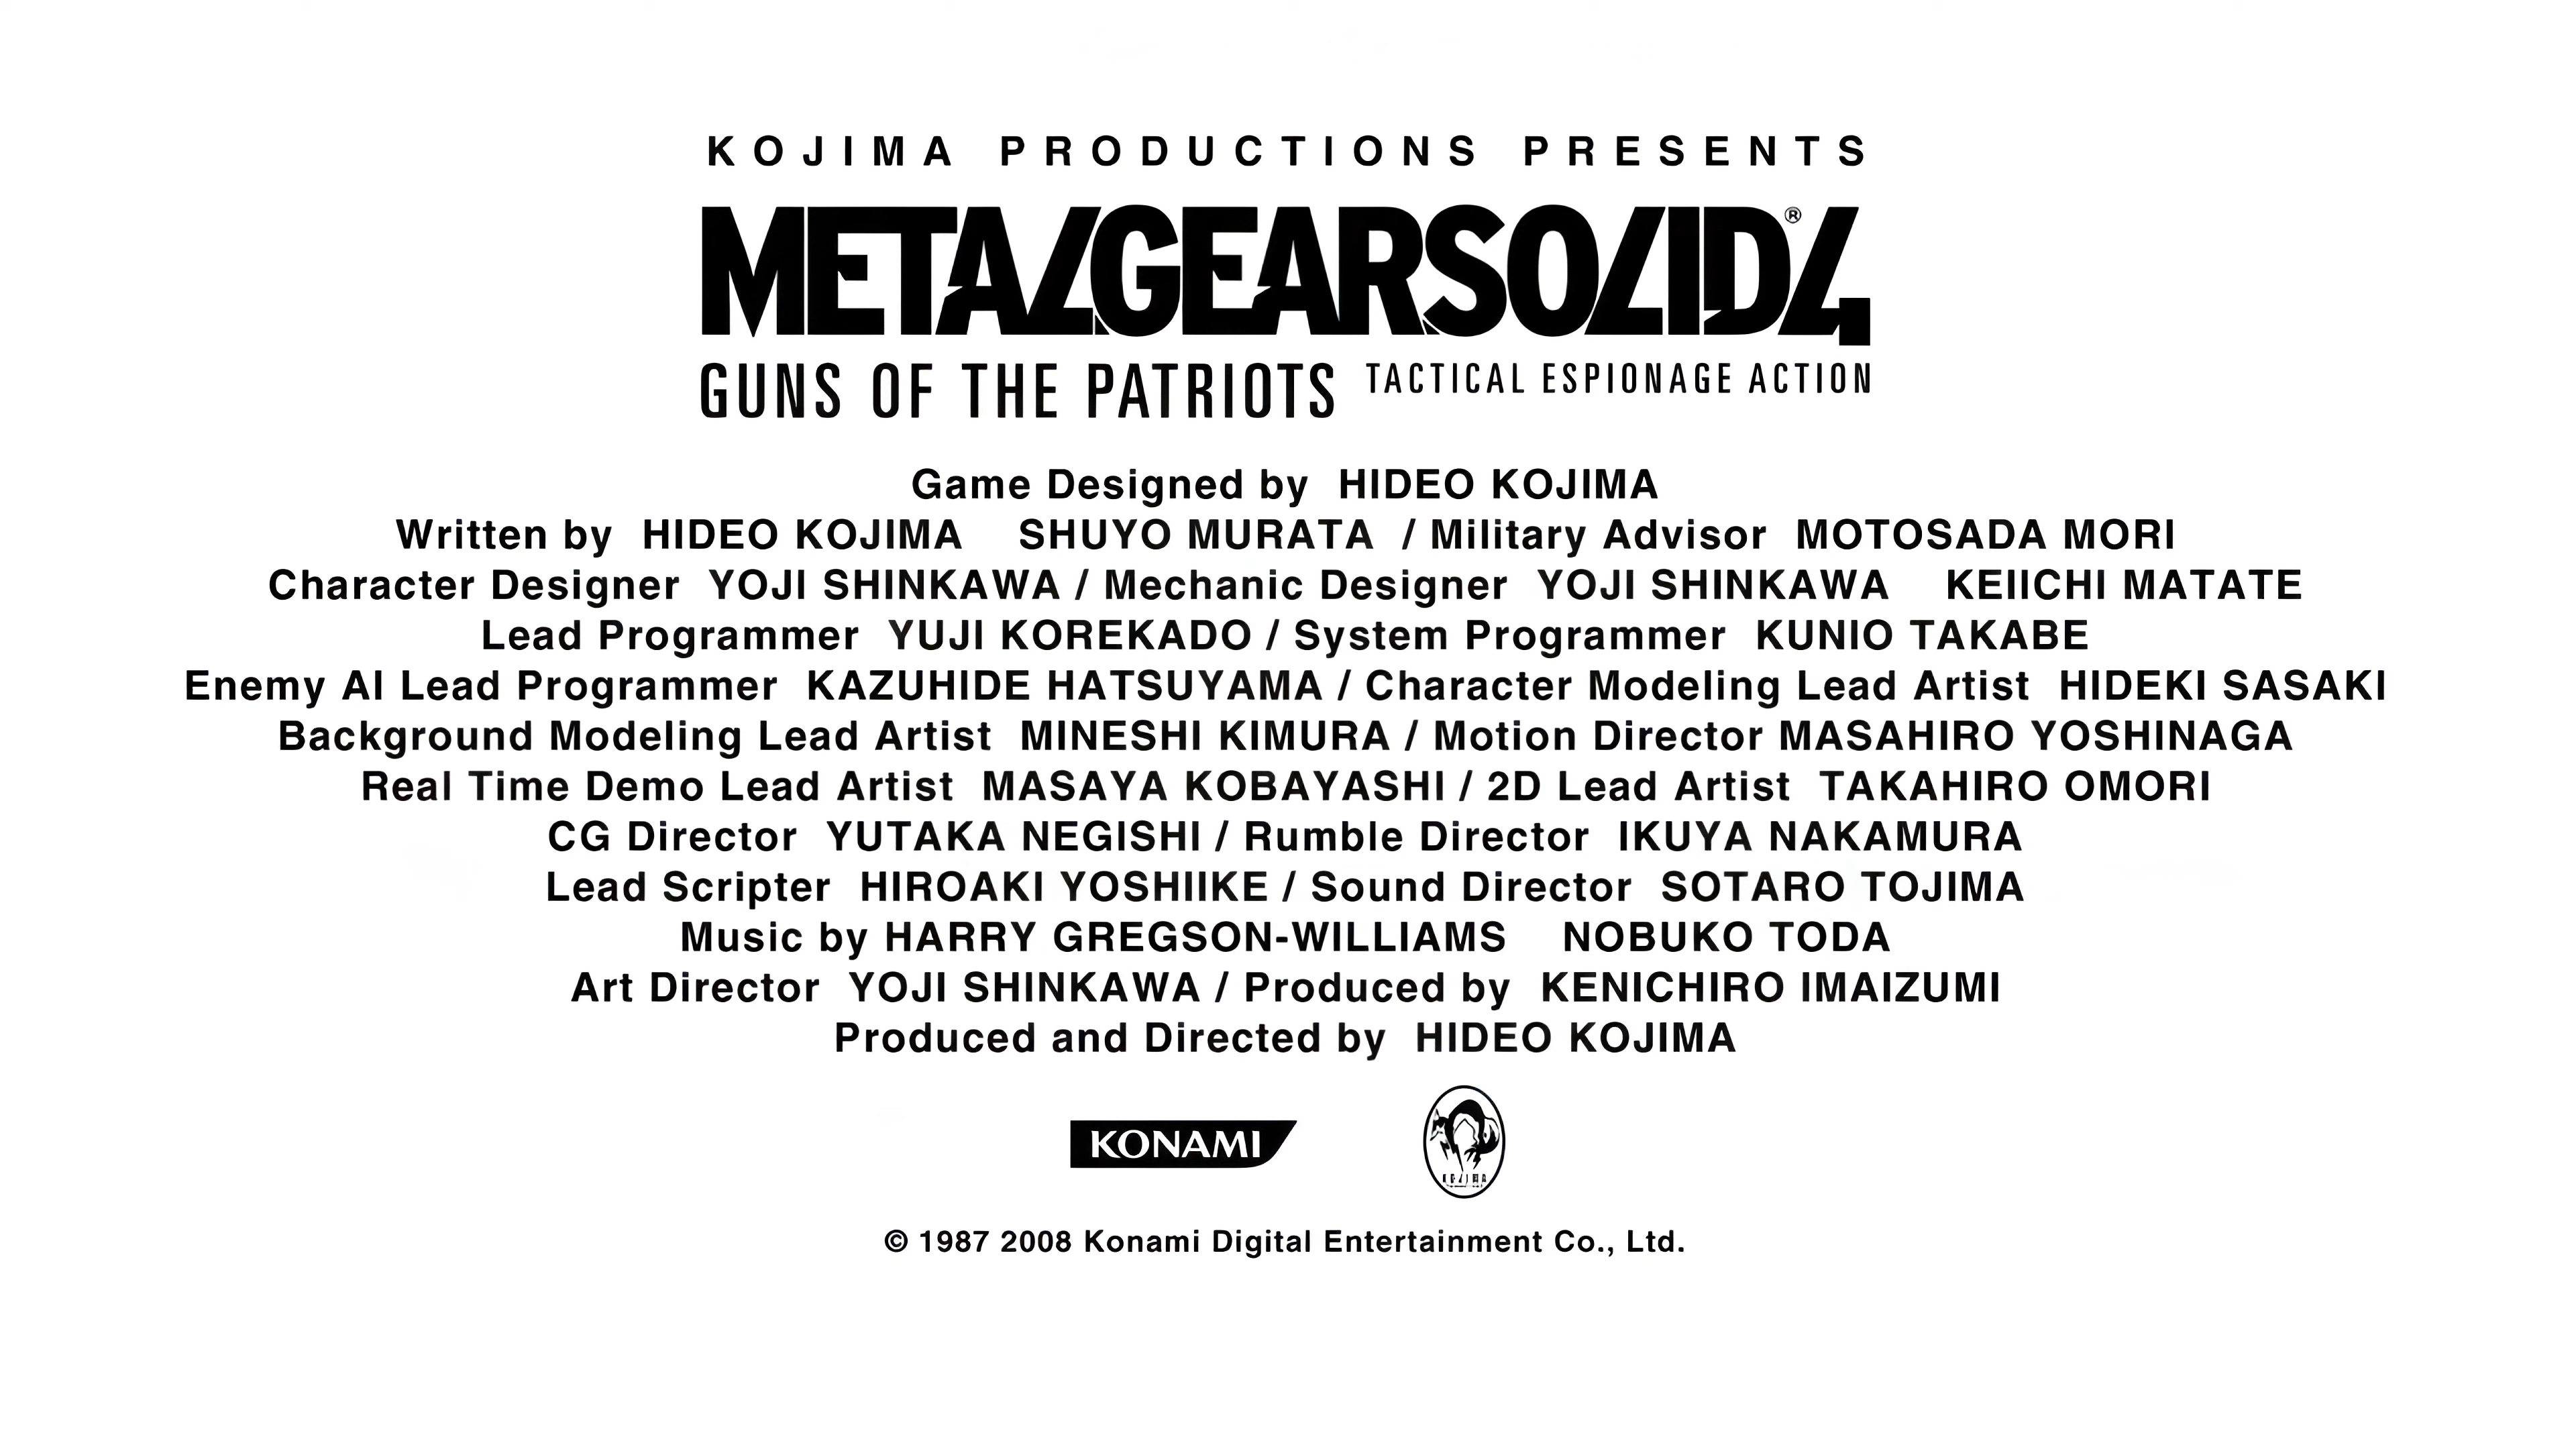 KOJIMA PRODUCTIONS PRESENTS
METAL GEAR SOLID® 4
GUNS OF THE PATRIOTS TACTICAL ESPIONAGE ACTION
Game Designed by HIDEO KOJIMA
Written by HIDEO KOJIMA SHUYO MURATA / Military Advisor MOTOSADA MORI
Character Designer YOJI SHINKAWA / Mechanic Designer YOJI SHINKAWA KEIICHI MATATE
Lead Programmer YUJI KOREKADO / System Programmer KUNIO TAKABE
Enemy AI Lead Programmer KAZUHIDE HATSUYAMA / Character Modeling Lead Artist HIDEKI SASAKI
Background Modeling Lead Artist MINESHI KIMURA / Motion Director MASAHIRO YOSHINAGA
Real Time Demo Lead Artist MASAYA KOBAYASHI / 2D Lead Artist TAKAHIRO OMORI
CG Director YUTAKA NEGISHI / Rumble Director IKUYA NAKAMURA
Lead Scripter HIROAKI YOSHIIKE / Sound Director SOTARO TOJIMA
Music by HARRY GREGSON-WILLIAMS NOBUKO TODA
Art Director YOJI SHINKAWA / Produced by KENICHIRO IMAIZUMI
Produced and Directed by HIDEO KOJIMA
KONAMI
KOJIMA
© 1987 2008 Konami Digital Entertainment Co., Ltd.